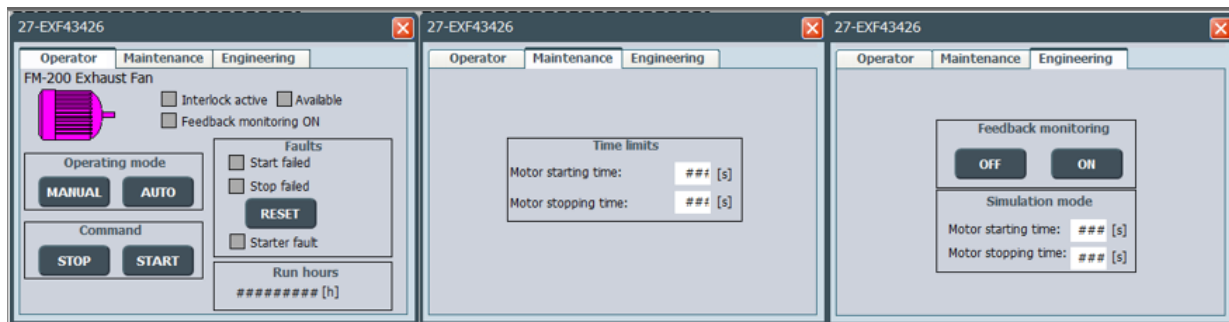 27-EXF43426
Operator Maintenance Engineering
FM-200 Exhaust Fan
Interlock active Available
Feedback monitoring ON
Operating mode
MANUAL AUTO
Command
STOP START
Faults
Start failed
Stop failed
RESET
Starter fault
Run hours
######### [h]
27-EXF43426
Operator Maintenance Engineering
Time limits
Motor starting time: ### [s]
Motor stopping time: ### [s]
27-EXF43426
Operator Maintenance Engineering
Feedback monitoring
OFF ON
Simulation mode
Motor starting time: ### [s]
Motor stopping time: ### [s]